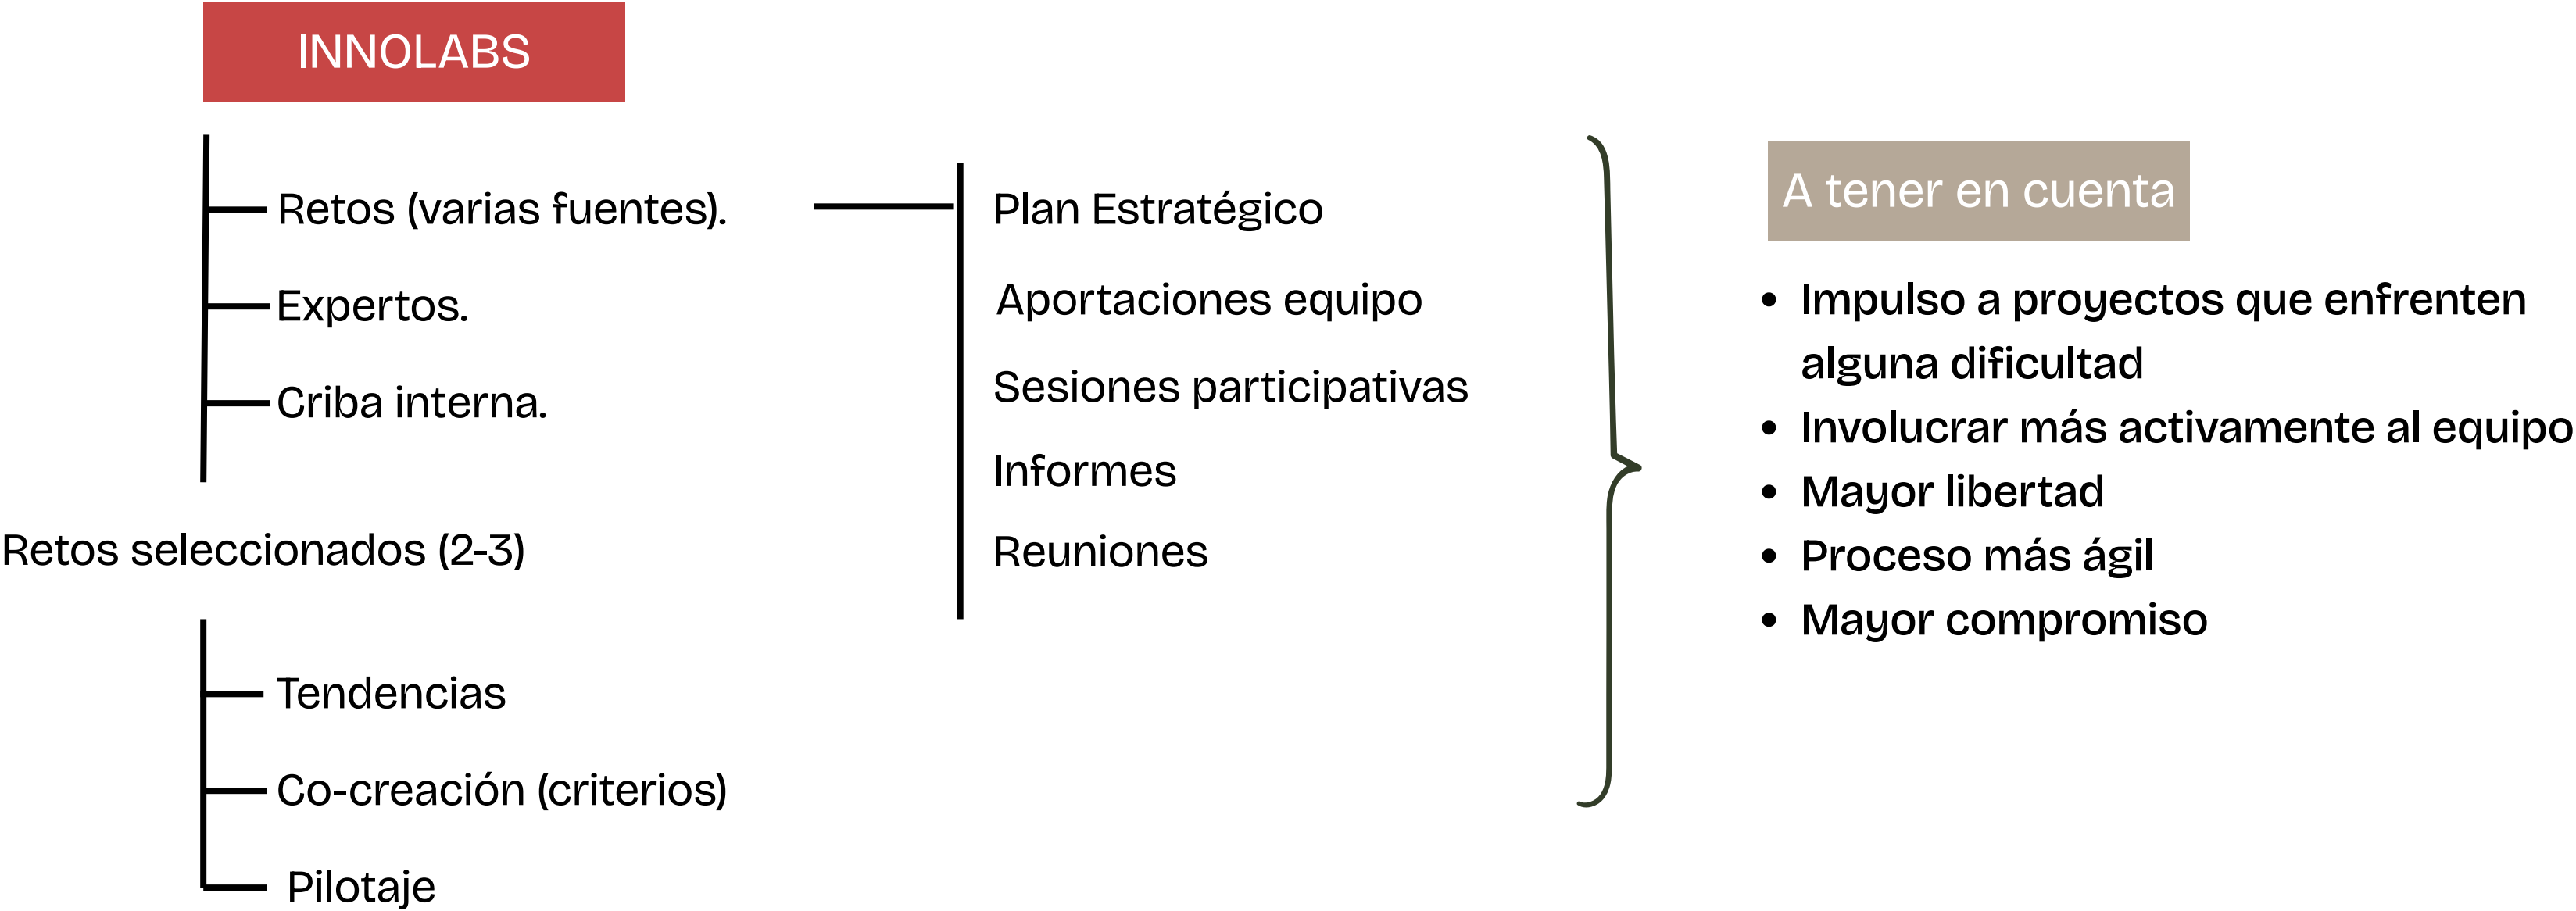 INNOLABS
Retos (varias fuentes).
Expertos.
Criba interna.
Retos seleccionados (2-3)
Tendencias
Co-creación (criterios)
Pilotaje
Plan Estratégico
Aportaciones equipo
Sesiones participativas
Informes
Reuniones
A tener en cuenta
• Impulso a proyectos que enfrenten
alguna dificultad
• Involucrar más activamente al equipo
• Mayor libertad
• Proceso más ágil
• Mayor compromiso